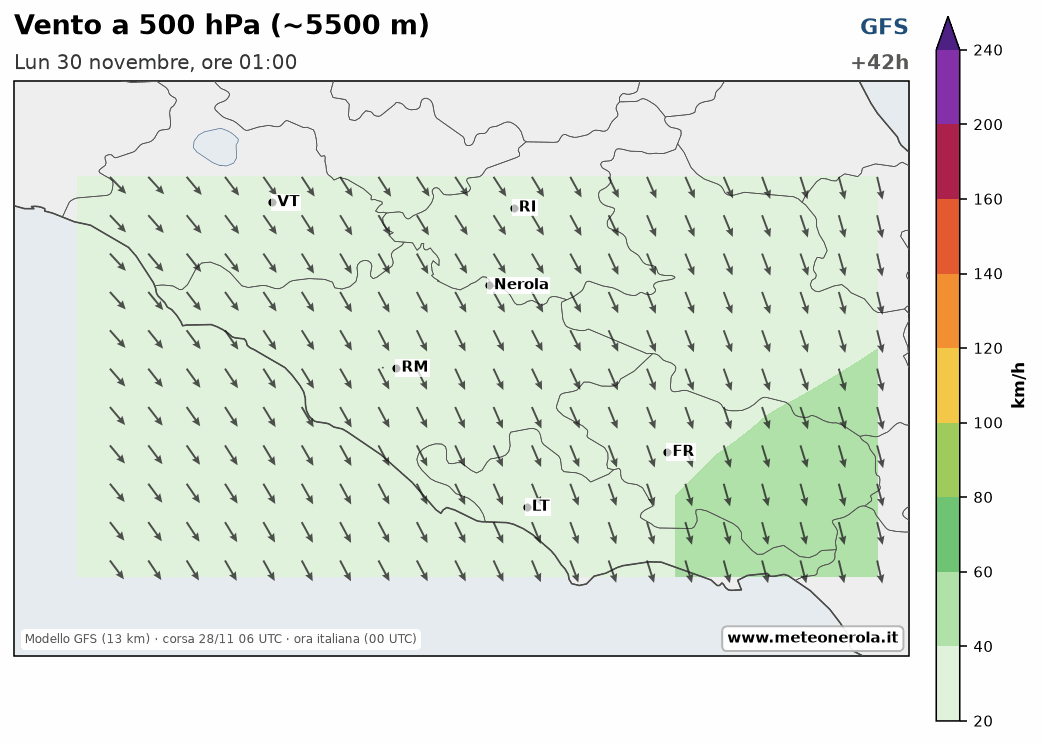 Vento a 500 hPa (~5500 m)
GFS
Lun 30 novembre, ore 01:00
+42h
VT
RI
Nerola
RM
FR
LT
240
200
160
140
120
100
80
60
40
20
km/h
Modello GFS (13 km) · corsa 28/11 06 UTC · ora italiana (00 UTC)
www.meteonerola.it